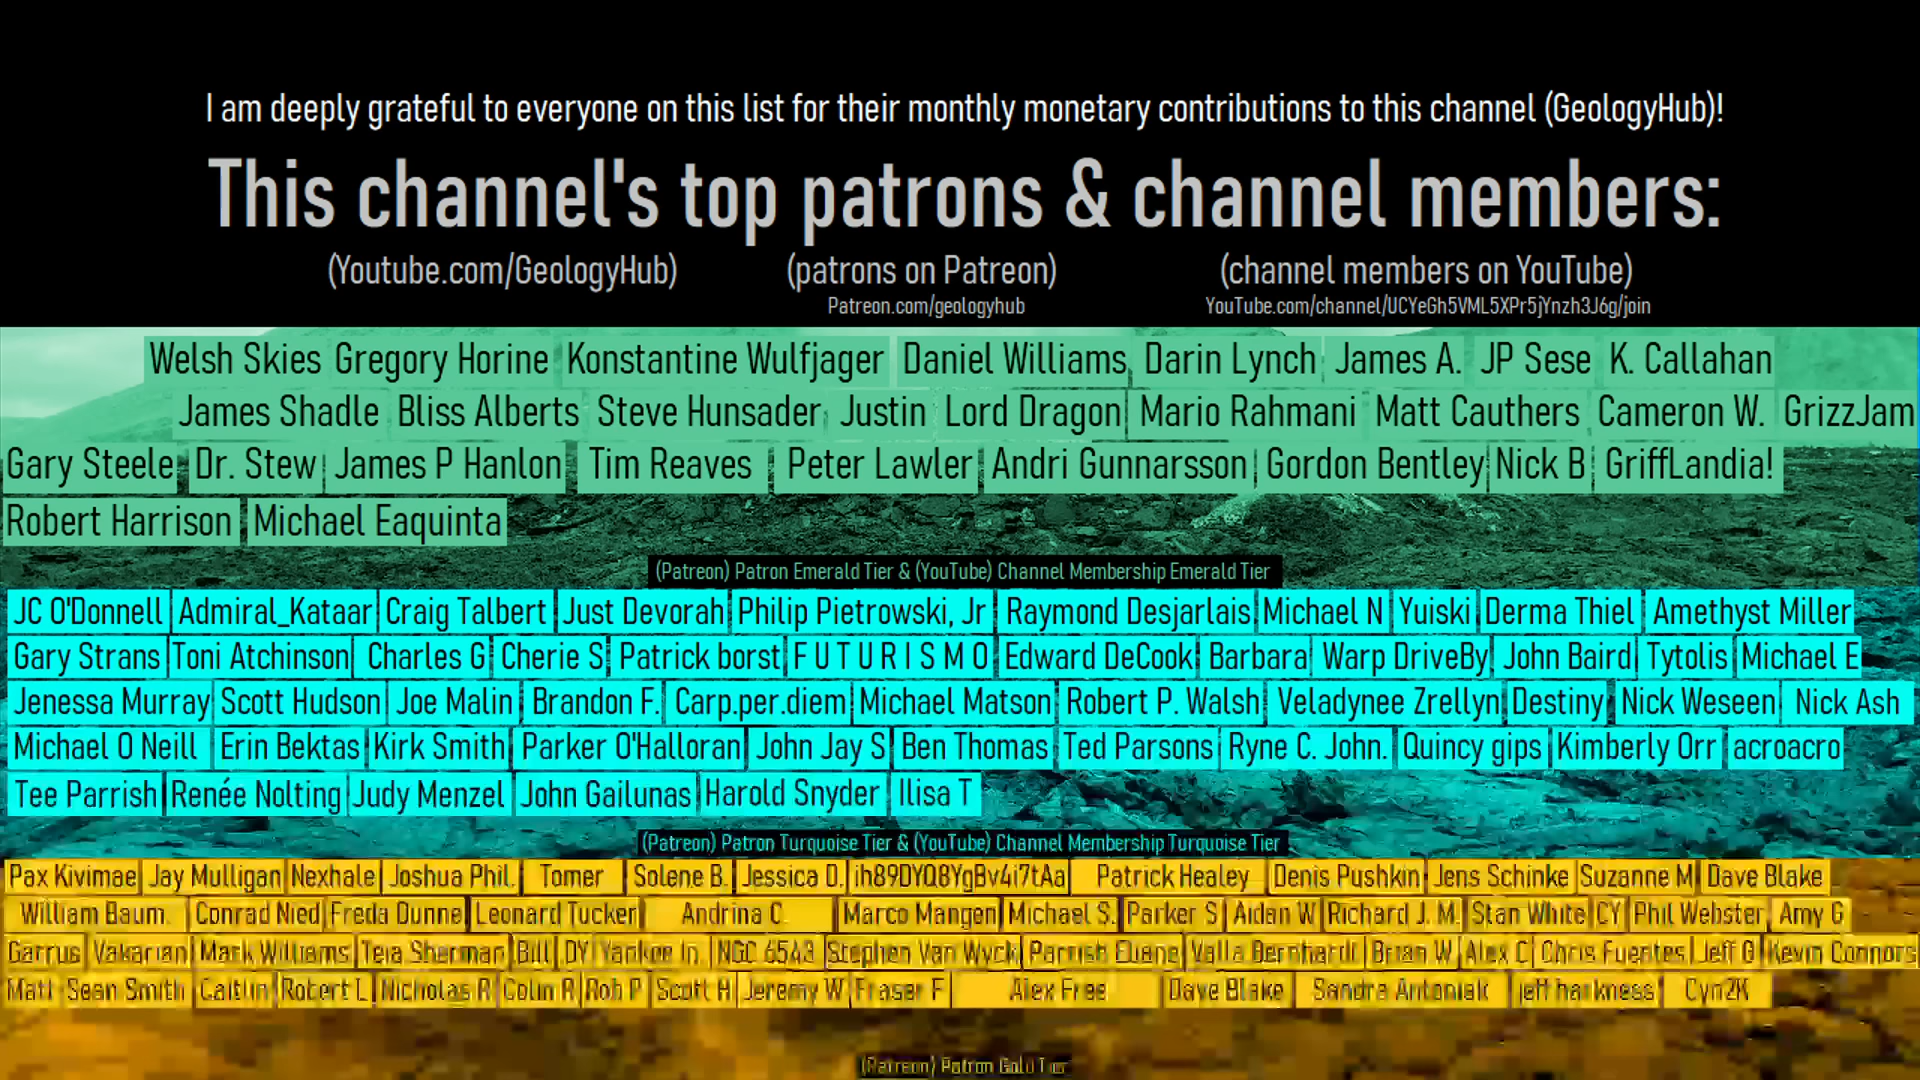 I am deeply grateful to everyone on this list for their monthly monetary contributions to this channel (GeologyHub)!
This channel's top patrons & channel members:
(Youtube.com/GeologyHub) (patrons on Patreon) (channel members on YouTube)
Patreon.com/geologyhub YouTube.com/channel/UCYeGh5VML5XPr5jYnzh3J6g/join
Welsh Skies Gregory Horine Konstantine Wulfjager Daniel Williams Darin Lynch James A. JP Sese K. Callahan
James Shadle Bliss Alberts Steve Hunsader Justin Lord Dragon Mario Rahmani Matt Cauthers Cameron W. GrizzJam
Gary Steele Dr. Stew James P Hanlon Tim Reaves Peter Lawler Andri Gunnarsson Gordon Bentley Nick B GriffLandia!
Robert Harrison Michael Eaquinta
(Patreon) Patron Emerald Tier & (YouTube) Channel Membership Emerald Tier
JC O'Donnell Admiral_Kataar Craig Talbert Just Devorah Philip Pietrowski, Jr Raymond Desjarlais Michael N Yuiski Derma Thiel Amethyst Miller
Gary Strans Toni Atchinson Charles G Cherie S Patrick borst F U T U R I S M O Edward DeCook Barbara Warp DriveBy John Baird Tytolis Michael E
Jenessa Murray Scott Hudson Joe Malin Brandon F. Carp.per.diem Michael Matson Robert P. Walsh Veladynee Zrellyn Destiny Nick Weseen Nick Ash
Michael O Neill Erin Bektas Kirk Smith Parker O'Halloran John Jay S Ben Thomas Ted Parsons Ryne C. John. Quincy gips Kimberly Orr acroacro
Tee Parrish Renée Nolting Judy Menzel John Gailunas Harold Snyder Ilisa T
(Patreon) Patron Turquoise Tier & (YouTube) Channel Membership Turquoise Tier
Pax Kivimae Jay Mulligan Nexhale Joshua Phil. Tomer Solene B. Jessica D. ih89DYQ8YgBv4i7tAa Patrick Healey Denis Pushkin Jens Schinke Suzanne M Dave Blake
William Baum. Conrad Nied Freda Dunne Leonard Tucker Andrina C. Marco Mangen Michael S. Parker S Aidan W Richard J. M. Stan White CY Phil Webster Amy G
Garrus Vakarian Mark Williams Teia Sherman Bill DY Yankee In. NGC 6543 Stephen Van Wyck Parrish Eliane Valla Bernhardt Brian W Alex C Chris Fuentes Jeff G Kevin Connors
Matt Sean Smith Caitlin Robert L Nicholas R Colin R Rob P Scott H Jeremy W Fraser F Alex Free Dave Blake Sandra Antoniak jeff harkness Cyn2K
(Patreon) Patron Gold Tier